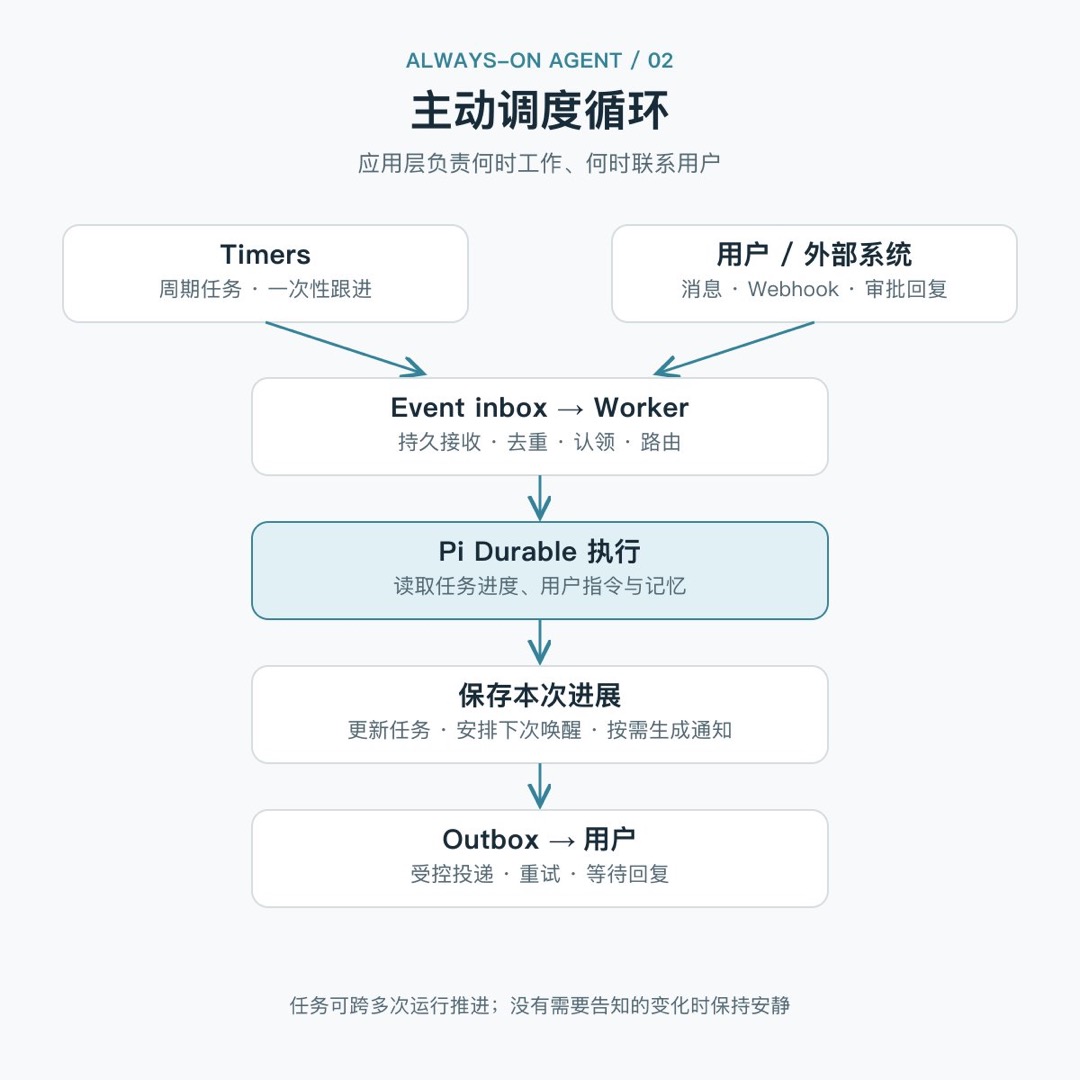 ALWAYS–ON AGENT / 02
主动调度循环
应用层负责何时工作、何时联系用户
Timers
周期任务 · 一次性跟进
用户 / 外部系统
消息 · Webhook · 审批回复
Event inbox → Worker
持久接收 · 去重 · 认领 · 路由
Pi Durable 执行
读取任务进度、用户指令与记忆
保存本次进展
更新任务 · 安排下次唤醒 · 按需生成通知
Outbox → 用户
受控投递 · 重试 · 等待回复
任务可跨多次运行推进；没有需要告知的变化时保持安静